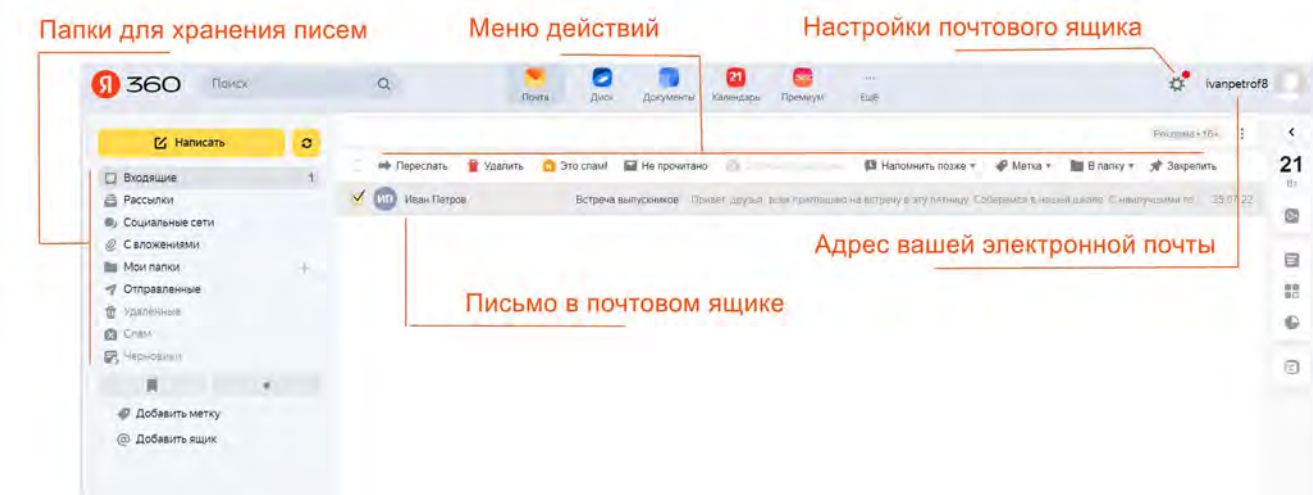 Папки для хранения писем
Меню действий
Настройки почтового ящика
Я 360
Поиск
Почта
Диск
Документы
21
Календарь
360
Премиум
Ещё
ivanpetrof8
Написать
Реклама • 16+
Переслать
Удалить
Это спам!
Не прочитано
Напомнить позже
Метка
В папку
Закрепить
21
Вт
Входящие 1
Рассылки
Социальные сети
С вложениями
Мои папки
Отправленные
Удалённые
Спам
Черновики
Добавить метку
Добавить ящик
ИП Иван Петров Встреча выпускников Привет, друзья, всех приглашаю на встречу в эту пятницу. Соберемся в нашей школе. С наилучшими по... 25.07.22
Адрес вашей электронной почты
Письмо в почтовом ящике